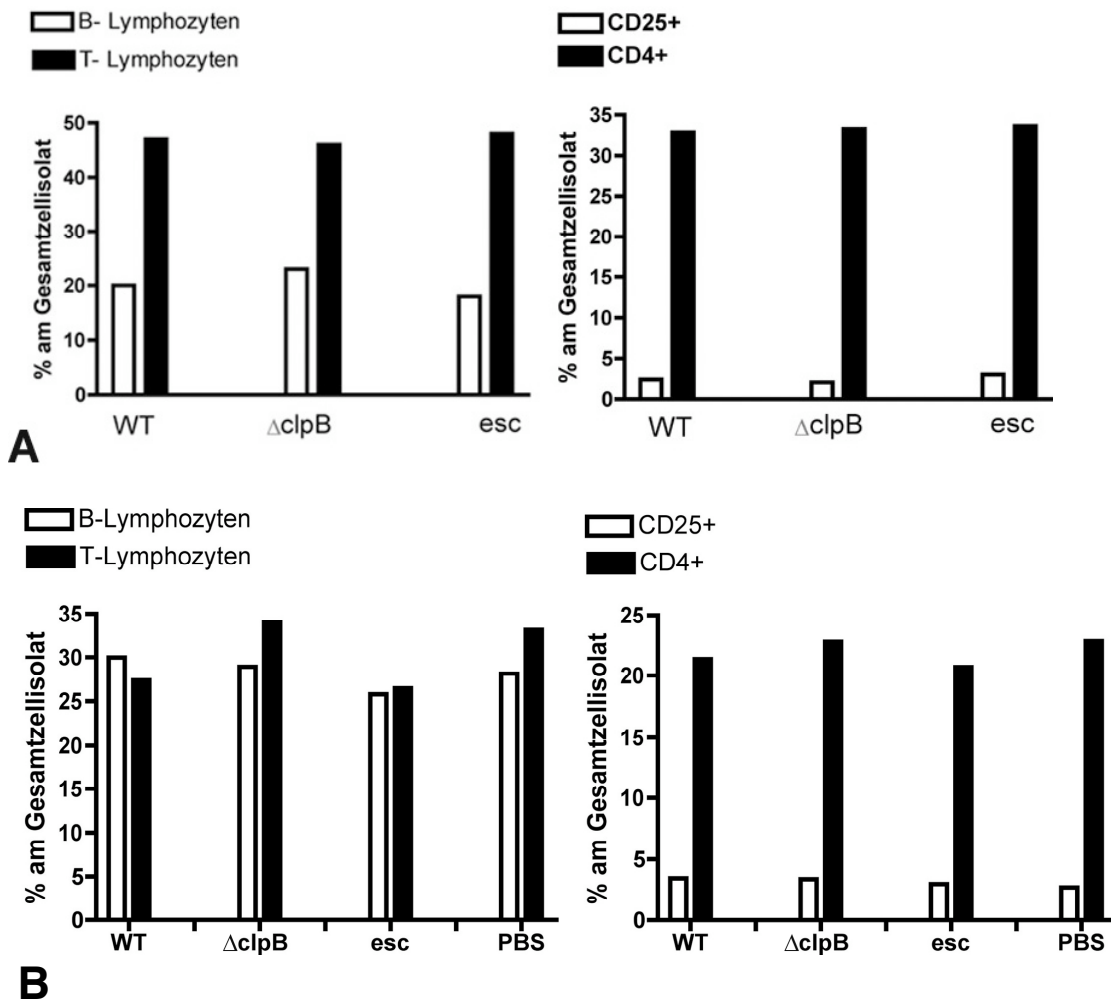 B- Lymphozyten
T- Lymphozyten
% am Gesamtzellisolat
50
40
30
20
10
0
WT ΔclpB esc
CD25+
CD4+
% am Gesamtzellisolat
35
30
25
20
15
10
5
0
WT ΔclpB esc
A
B-Lymphozyten
T-Lymphozyten
% am Gesamtzellisolat
35
30
25
20
15
10
5
0
WT ΔclpB esc PBS
CD25+
CD4+
% am Gesamtzellisolat
25
20
15
10
5
0
WT ΔclpB esc PBS
B